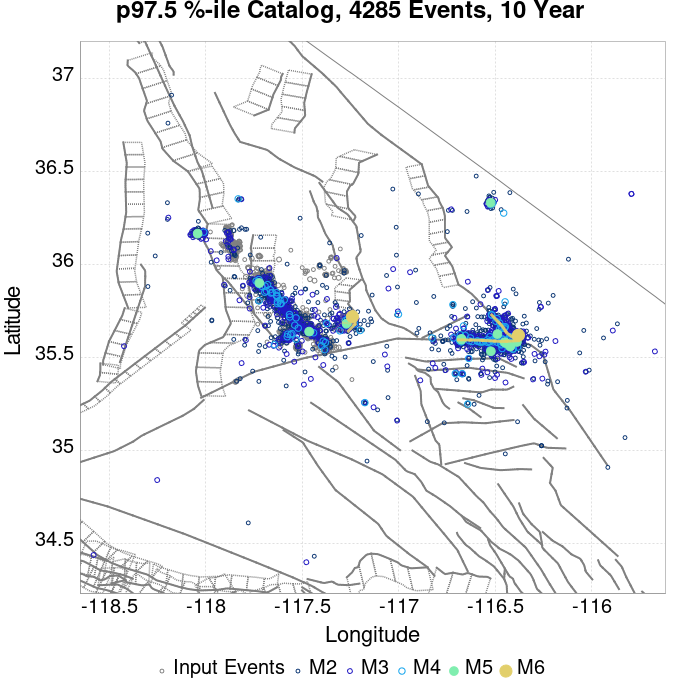 p97.5 %-ile Catalog, 4285 Events, 10 Year
37
36.5
36
35.5
35
34.5
Latitude
-118.5 -118 -117.5 -117 -116.5 -116
Longitude
Input Events M2 M3 M4 M5 M6